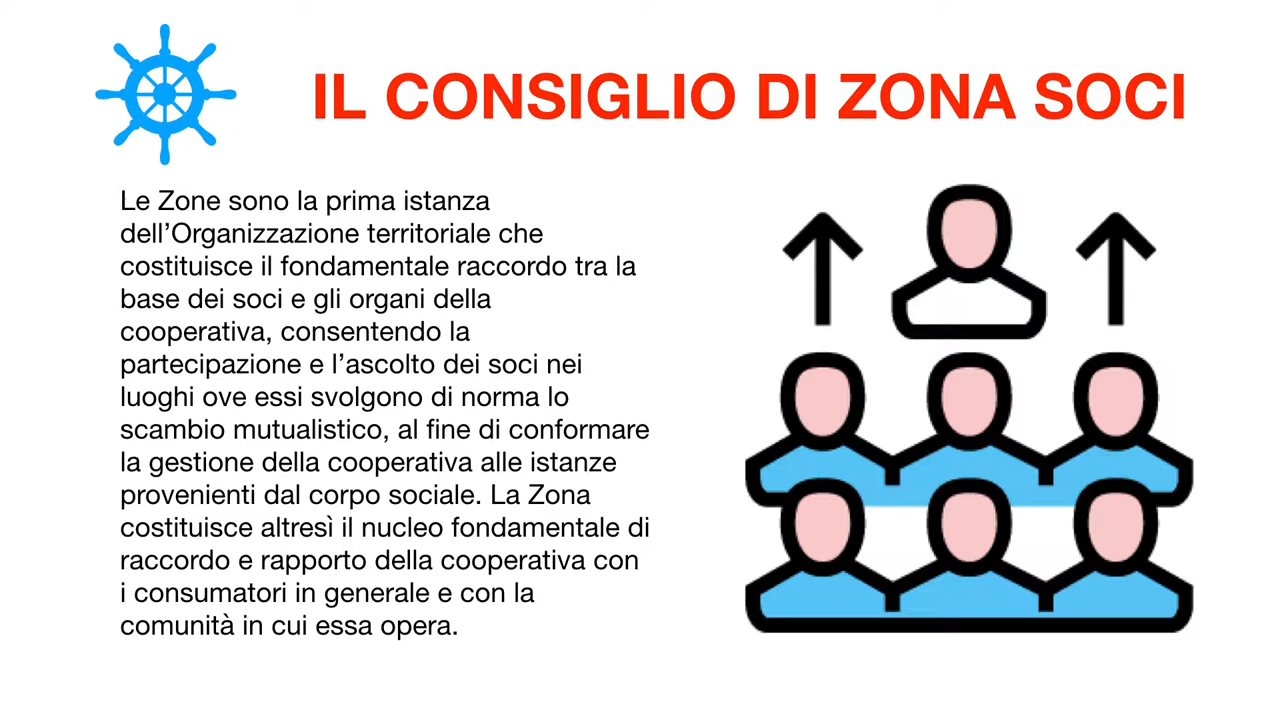 IL CONSIGLIO DI ZONA SOCI
Le Zone sono la prima istanza
dell’Organizzazione territoriale che
costituisce il fondamentale raccordo tra la
base dei soci e gli organi della
cooperativa, consentendo la
partecipazione e l’ascolto dei soci nei
luoghi ove essi svolgono di norma lo
scambio mutualistico, al fine di conformare
la gestione della cooperativa alle istanze
provenienti dal corpo sociale. La Zona
costituisce altresì il nucleo fondamentale di
raccordo e rapporto della cooperativa con
i consumatori in generale e con la
comunità in cui essa opera.